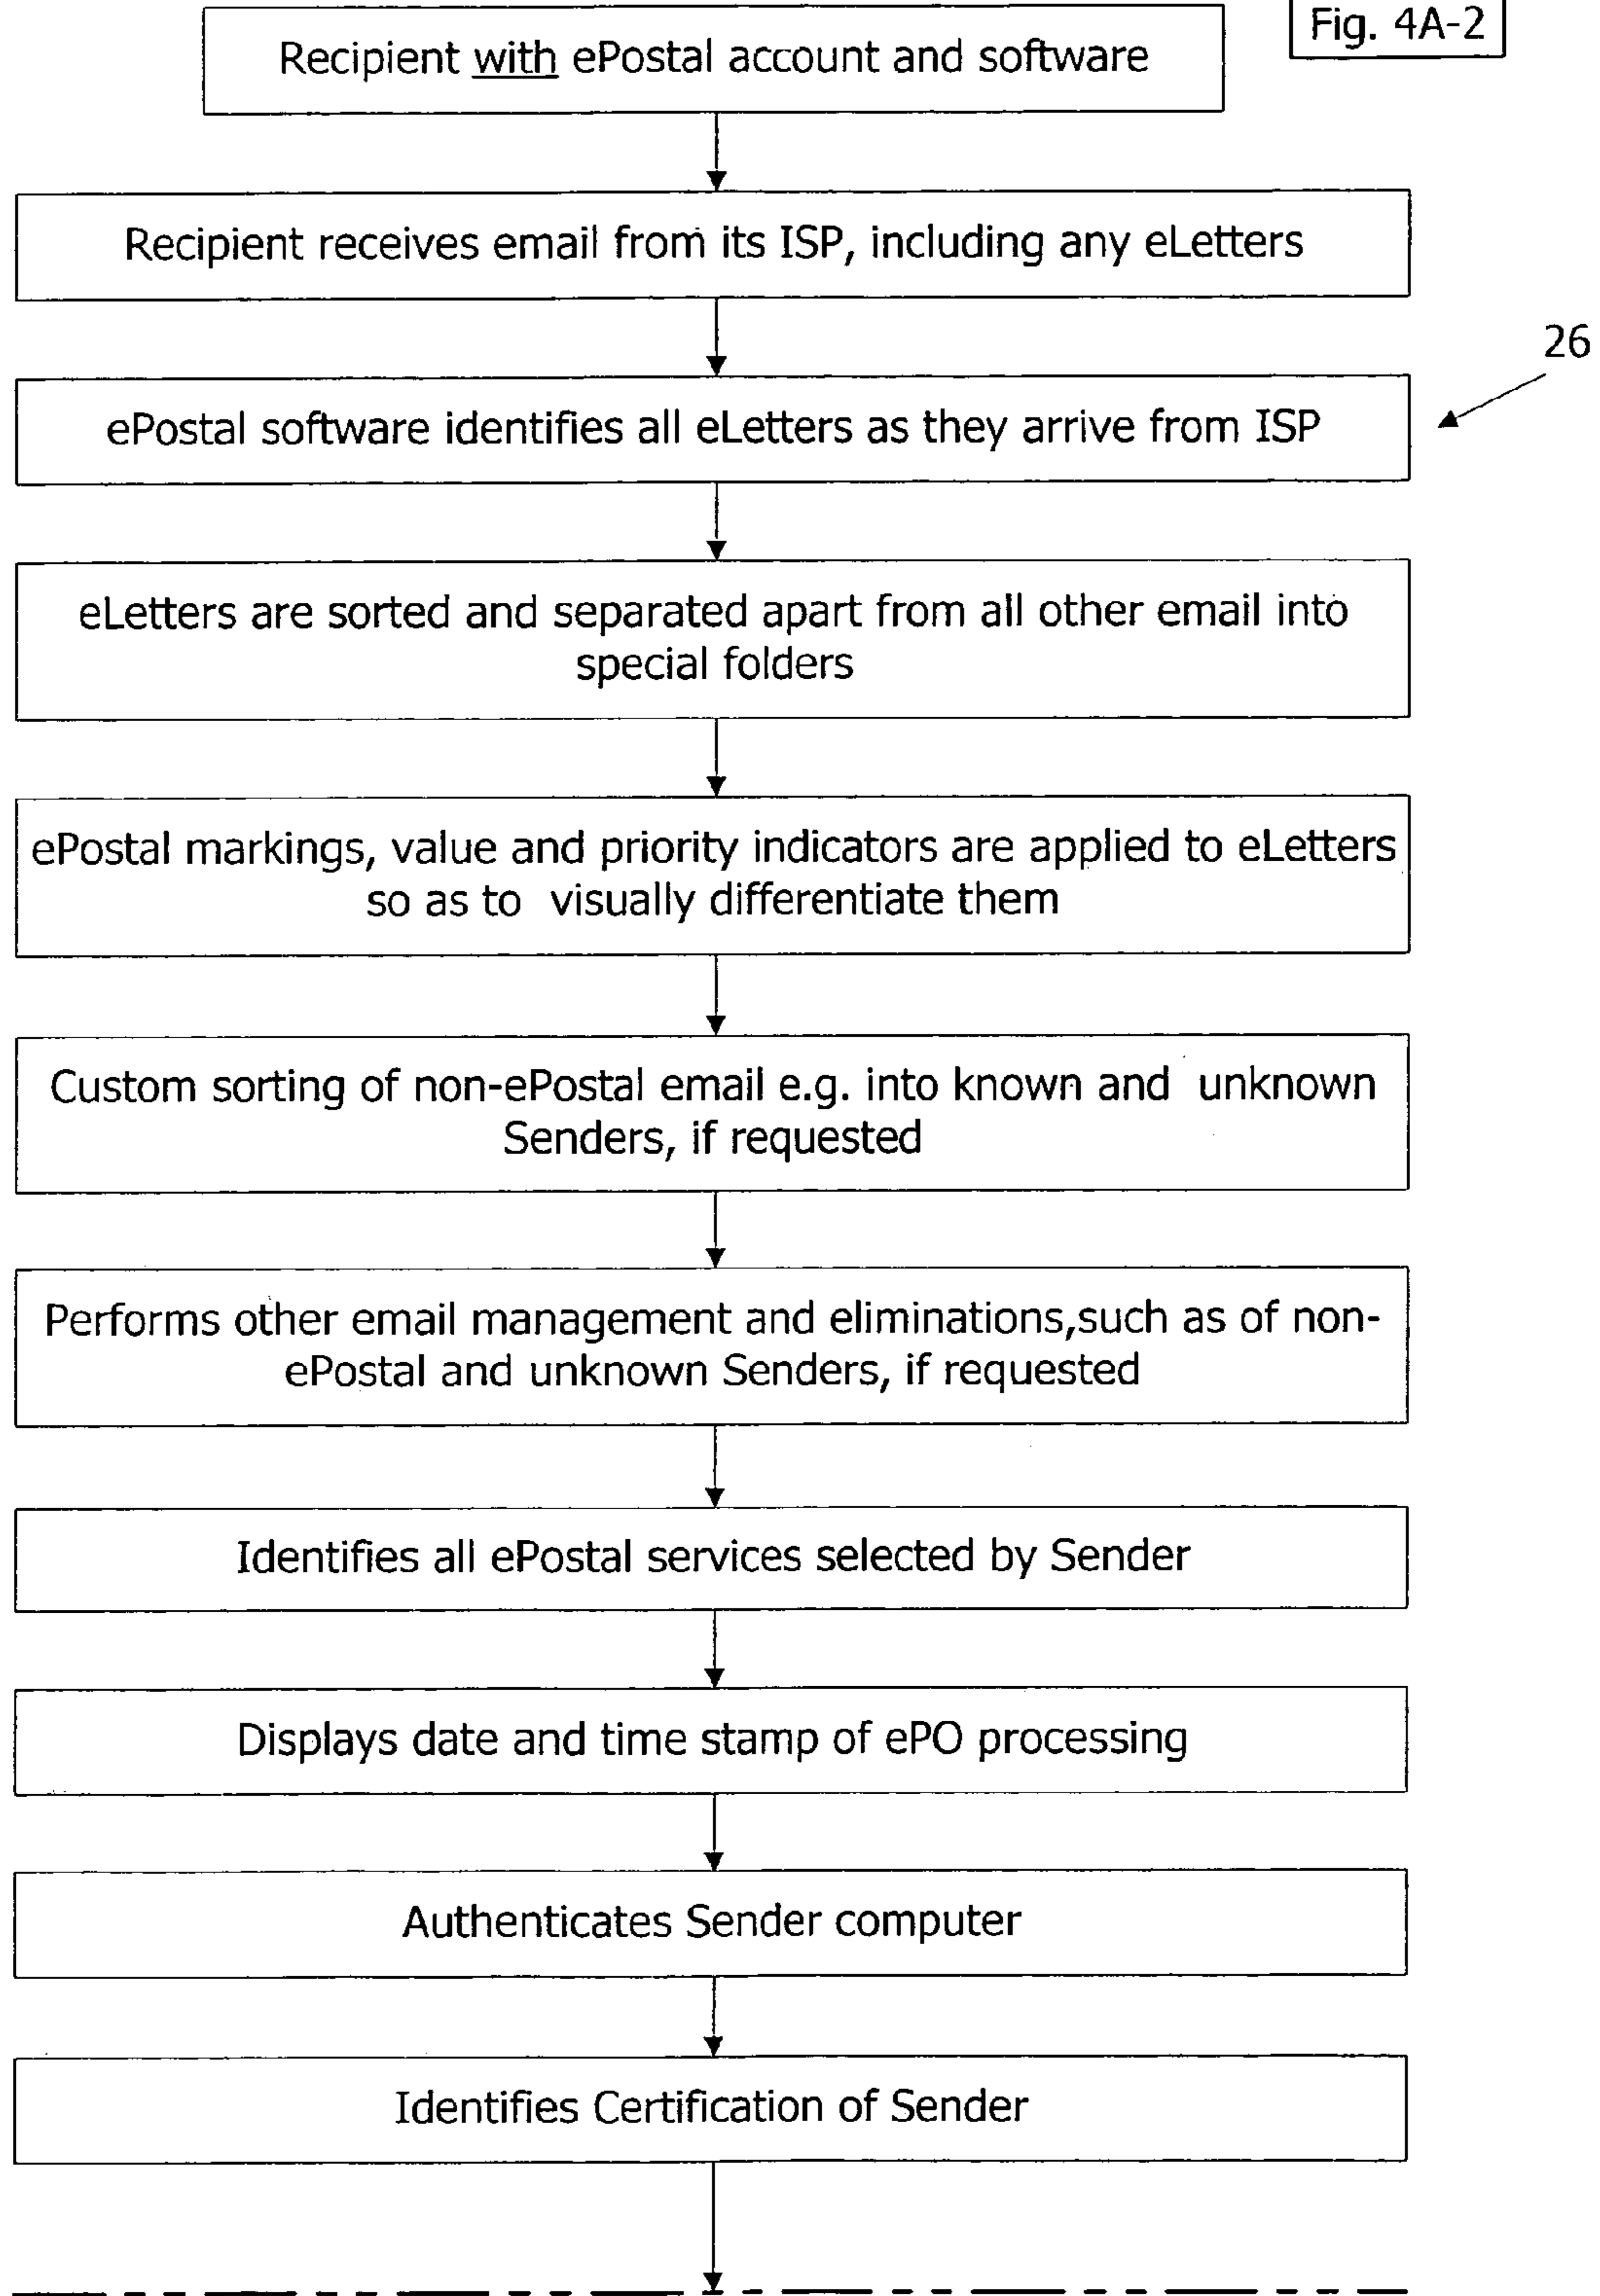 Fig. 4A-2
Recipient with ePostal account and software
Recipient receives email from its ISP, including any eLetters
26
ePostal software identifies all eLetters as they arrive from ISP
eLetters are sorted and separated apart from all other email into
special folders
ePostal markings, value and priority indicators are applied to eLetters
so as to visually differentiate them
Custom sorting of non-ePostal email e.g. into known and unknown
Senders, if requested
Performs other email management and eliminations,such as of non-
ePostal and unknown Senders, if requested
Identifies all ePostal services selected by Sender
Displays date and time stamp of ePO processing
Authenticates Sender computer
Identifies Certification of Sender